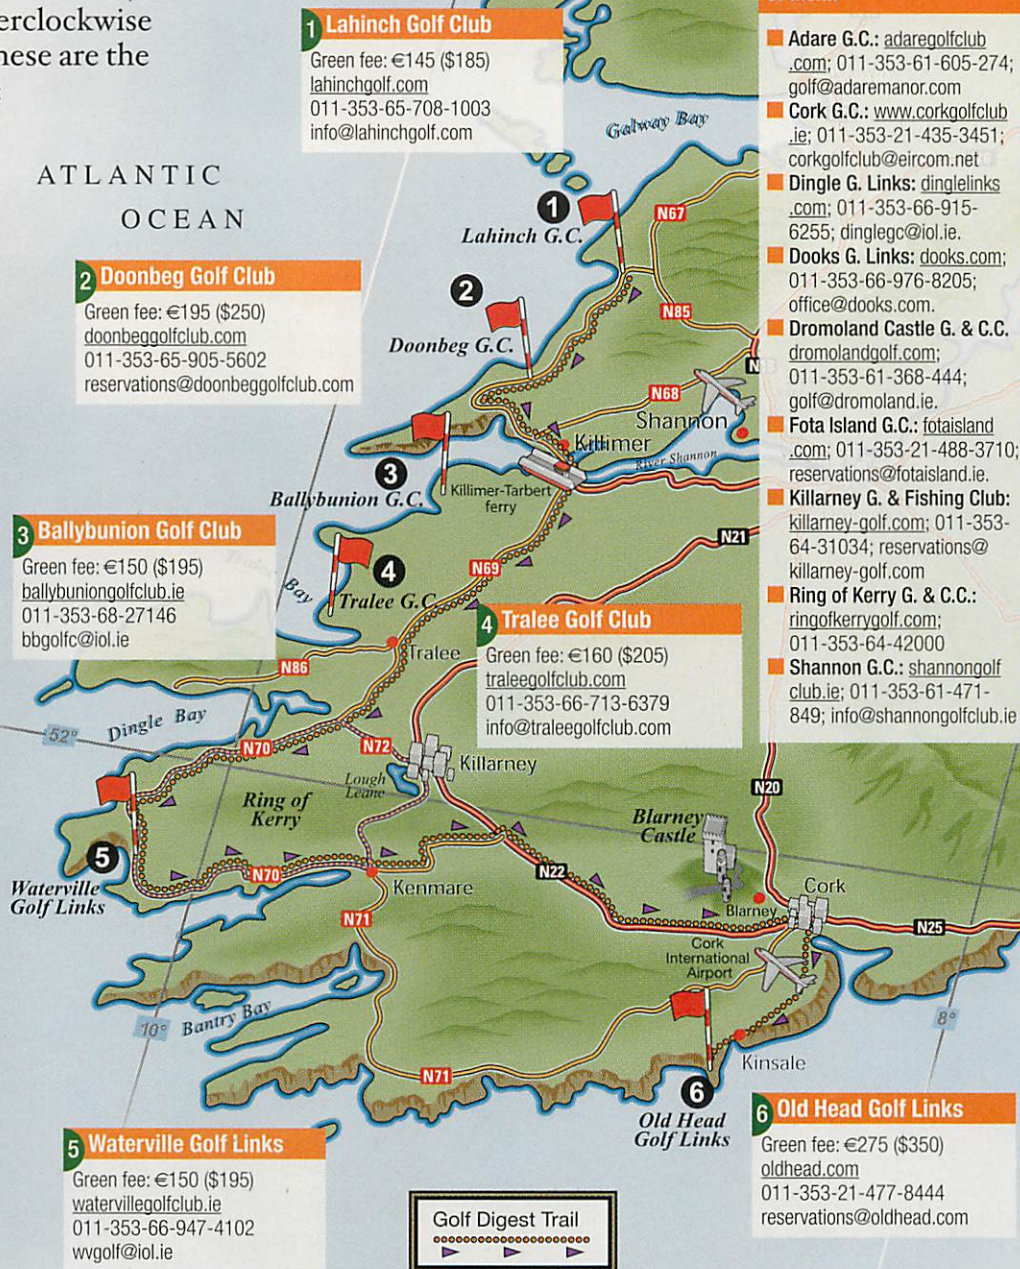 erclockwise
hese are the
1 Lahinch Golf Club
Green fee: €145 ($185)
lahinchgolf.com
011-353-65-708-1003
info@lahinchgolf.com
Adare G.C.: adaregolfclub
.com; 011-353-61-605-274;
golf@adaremanor.com
Cork G.C.: www.corkgolfclub
.ie; 011-353-21-435-3451;
corkgolfclub@eircom.net
Dingle G. Links: dinglelinks
.com; 011-353-66-915-
6255; dinglegc@iol.ie.
Dooks G. Links: dooks.com;
011-353-66-976-8205;
office@dooks.com.
Dromoland Castle G. & C.C.
dromolandgolf.com;
011-353-61-368-444;
golf@dromoland.ie.
Fota Island G.C.: fotaisland
.com; 011-353-21-488-3710;
reservations@fotaisland.ie.
Killarney G. & Fishing Club:
killarney-golf.com; 011-353-
64-31034; reservations@
killarney-golf.com
Ring of Kerry G. & C.C.:
ringofkerrygolf.com;
011-353-64-42000
Shannon G.C.: shannongolf
club.ie; 011-353-61-471-
849; info@shannongolfclub.ie
ATLANTIC
OCEAN
Galway Bay
1
Lahinch G.C.
N67
2 Doonbeg Golf Club
Green fee: €195 ($250)
doonbeggolfclub.com
011-353-65-905-5602
reservations@doonbeggolfclub.com
2
Doonbeg G.C.
N85
N68
Shannon
Killimer
River Shannon
3
Ballybunion G.C.
Killimer-Tarbert
ferry
3 Ballybunion Golf Club
Green fee: €150 ($195)
ballybuniongolfclub.ie
011-353-68-27146
bbgolfc@iol.ie
Bay
4
Tralee G.C.
N69
N21
4 Tralee Golf Club
Green fee: €160 ($205)
traleegolfclub.com
011-353-66-713-6379
info@traleegolfclub.com
Tralee
N86
52°
Dingle Bay
N70
N72
Killarney
Lough
Leane
Ring of
Kerry
N20
Blarney
Castle
5
Waterville
Golf Links
N70
Kenmare
N22
Blarney
Cork
N71
N25
Cork
International
Airport
10°
Bantry Bay
8°
N71
Kinsale
6
Old Head
Golf Links
5 Waterville Golf Links
Green fee: €150 ($195)
watervillegolfclub.ie
011-353-66-947-4102
wvgolf@iol.ie
6 Old Head Golf Links
Green fee: €275 ($350)
oldhead.com
011-353-21-477-8444
reservations@oldhead.com
Golf Digest Trail